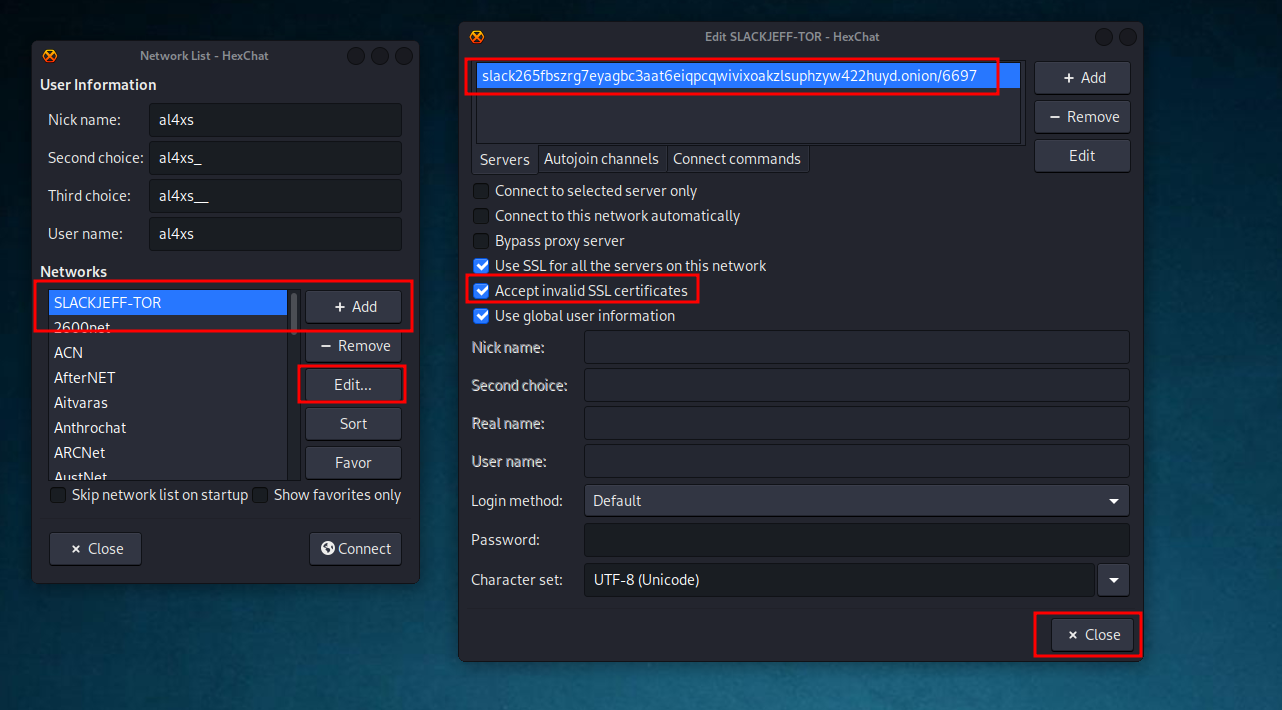 Network List - HexChat
User Information
Nick name: al4xs
Second choice: al4xs_
Third choice: al4xs__
User name: al4xs
Networks
SLACKJEFF-TOR
2600net
ACN
AfterNET
Aitvaras
Anthrochat
ARCNet
AustNet
+ Add
− Remove
Edit...
Sort
Favor
Skip network list on startup Show favorites only
× Close Connect
Edit SLACKJEFF-TOR - HexChat
slack265fbszrg7eyagbc3aat6eiqpcqwivixoakzlsuphzyw422huyd.onion/6697
+ Add
− Remove
Edit
Servers Autojoin channels Connect commands
Connect to selected server only
Connect to this network automatically
Bypass proxy server
Use SSL for all the servers on this network
Accept invalid SSL certificates
Use global user information
Nick name:
Second choice:
Real name:
User name:
Login method: Default
Password:
Character set: UTF-8 (Unicode)
× Close